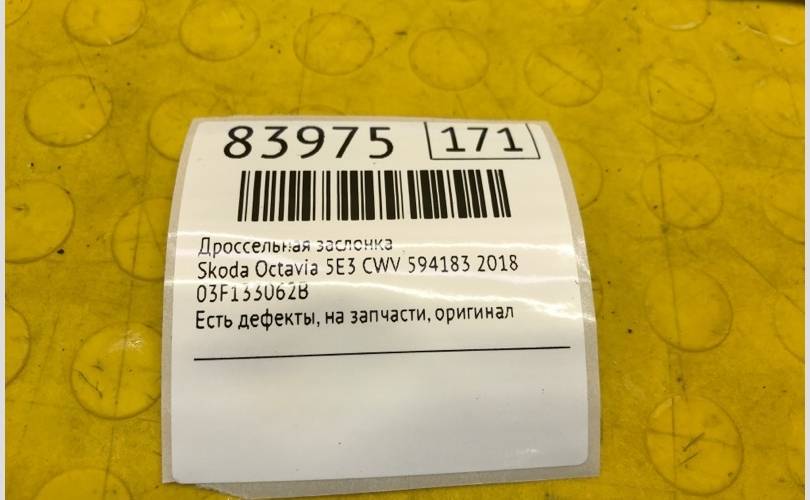 83975 171
Дроссельная заслонка
Skoda Octavia 5E3 CWV 594183 2018
03F133062B
Есть дефекты, на запчасти, оригинал